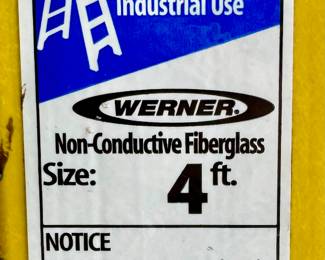 Industrial Use
WERNER.
Non-Conductive Fiberglass
Size: 4 ft.
NOTICE